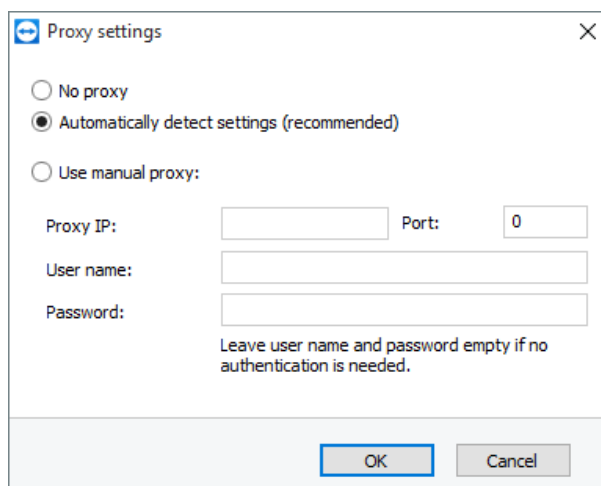 Proxy settings
No proxy
Automatically detect settings (recommended)
Use manual proxy:
Proxy IP: Port: 0
User name:
Password:
Leave user name and password empty if no
authentication is needed.
OK Cancel